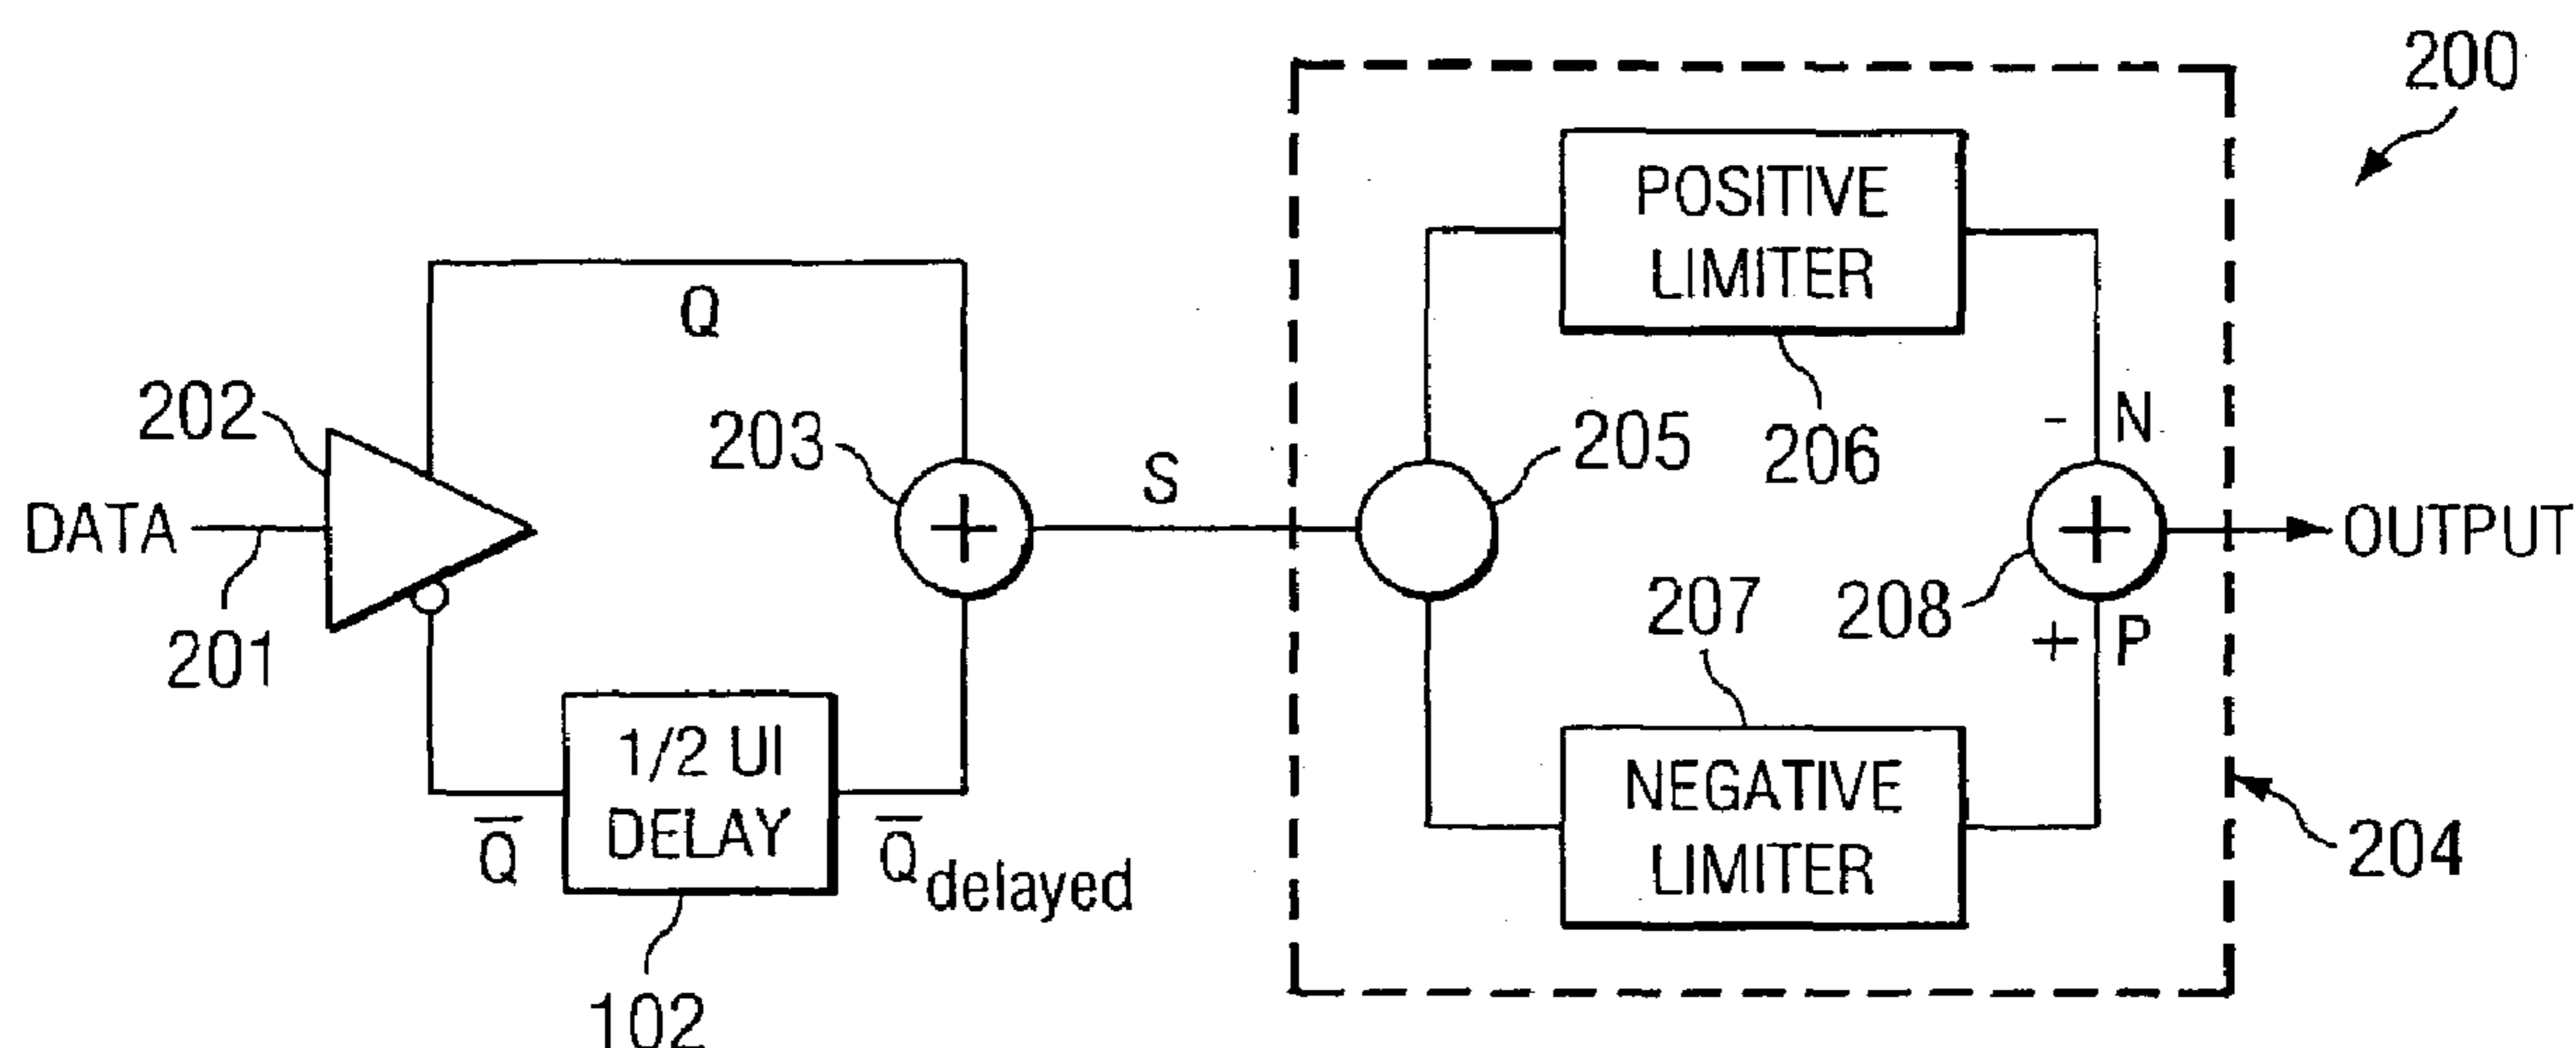 200
POSITIVE
LIMITER
Q
202
203
S
205
206
- N
DATA
+
+
OUTPUT
201
207
208
+ P
1/2 UI
DELAY
NEGATIVE
LIMITER
Q̅
Q̅delayed
204
102